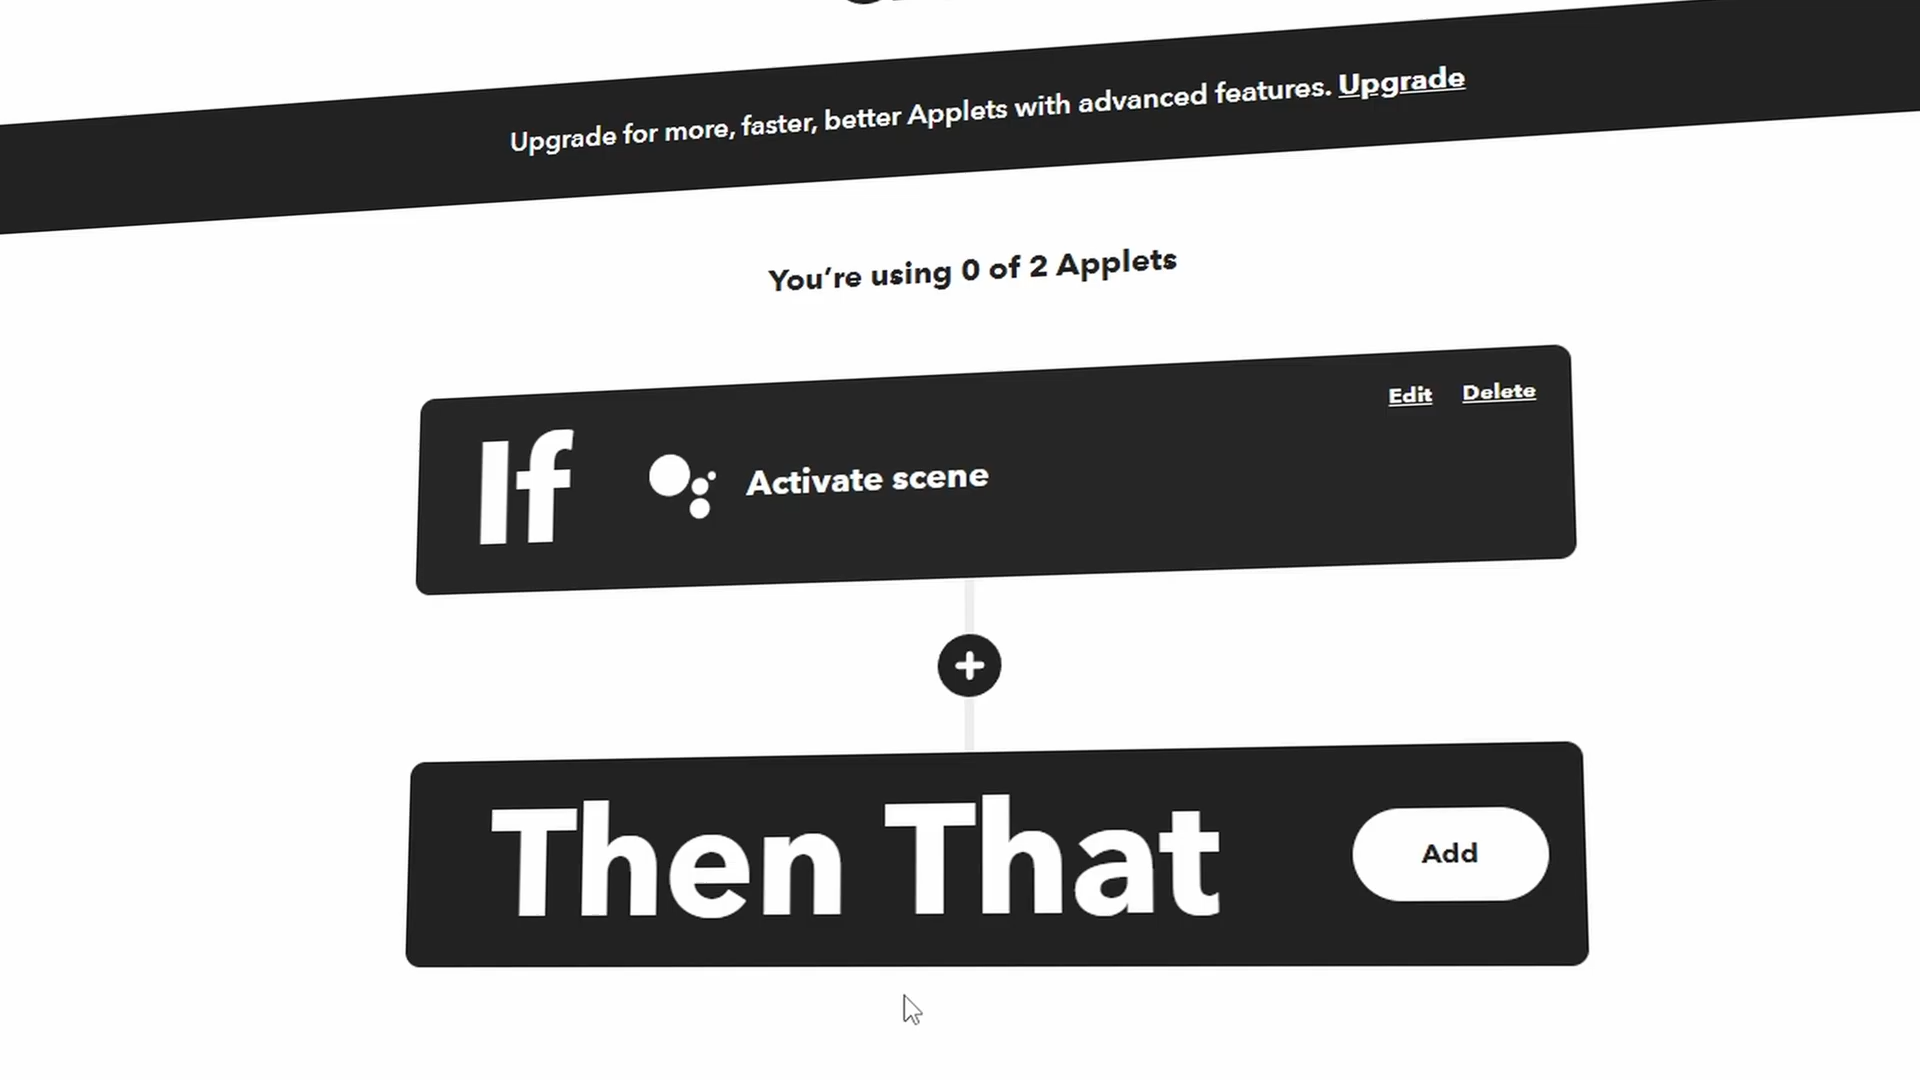 Upgrade for more, faster, better Applets with advanced features. Upgrade
You're using 0 of 2 Applets
Edit Delete
If Activate scene
Then That Add